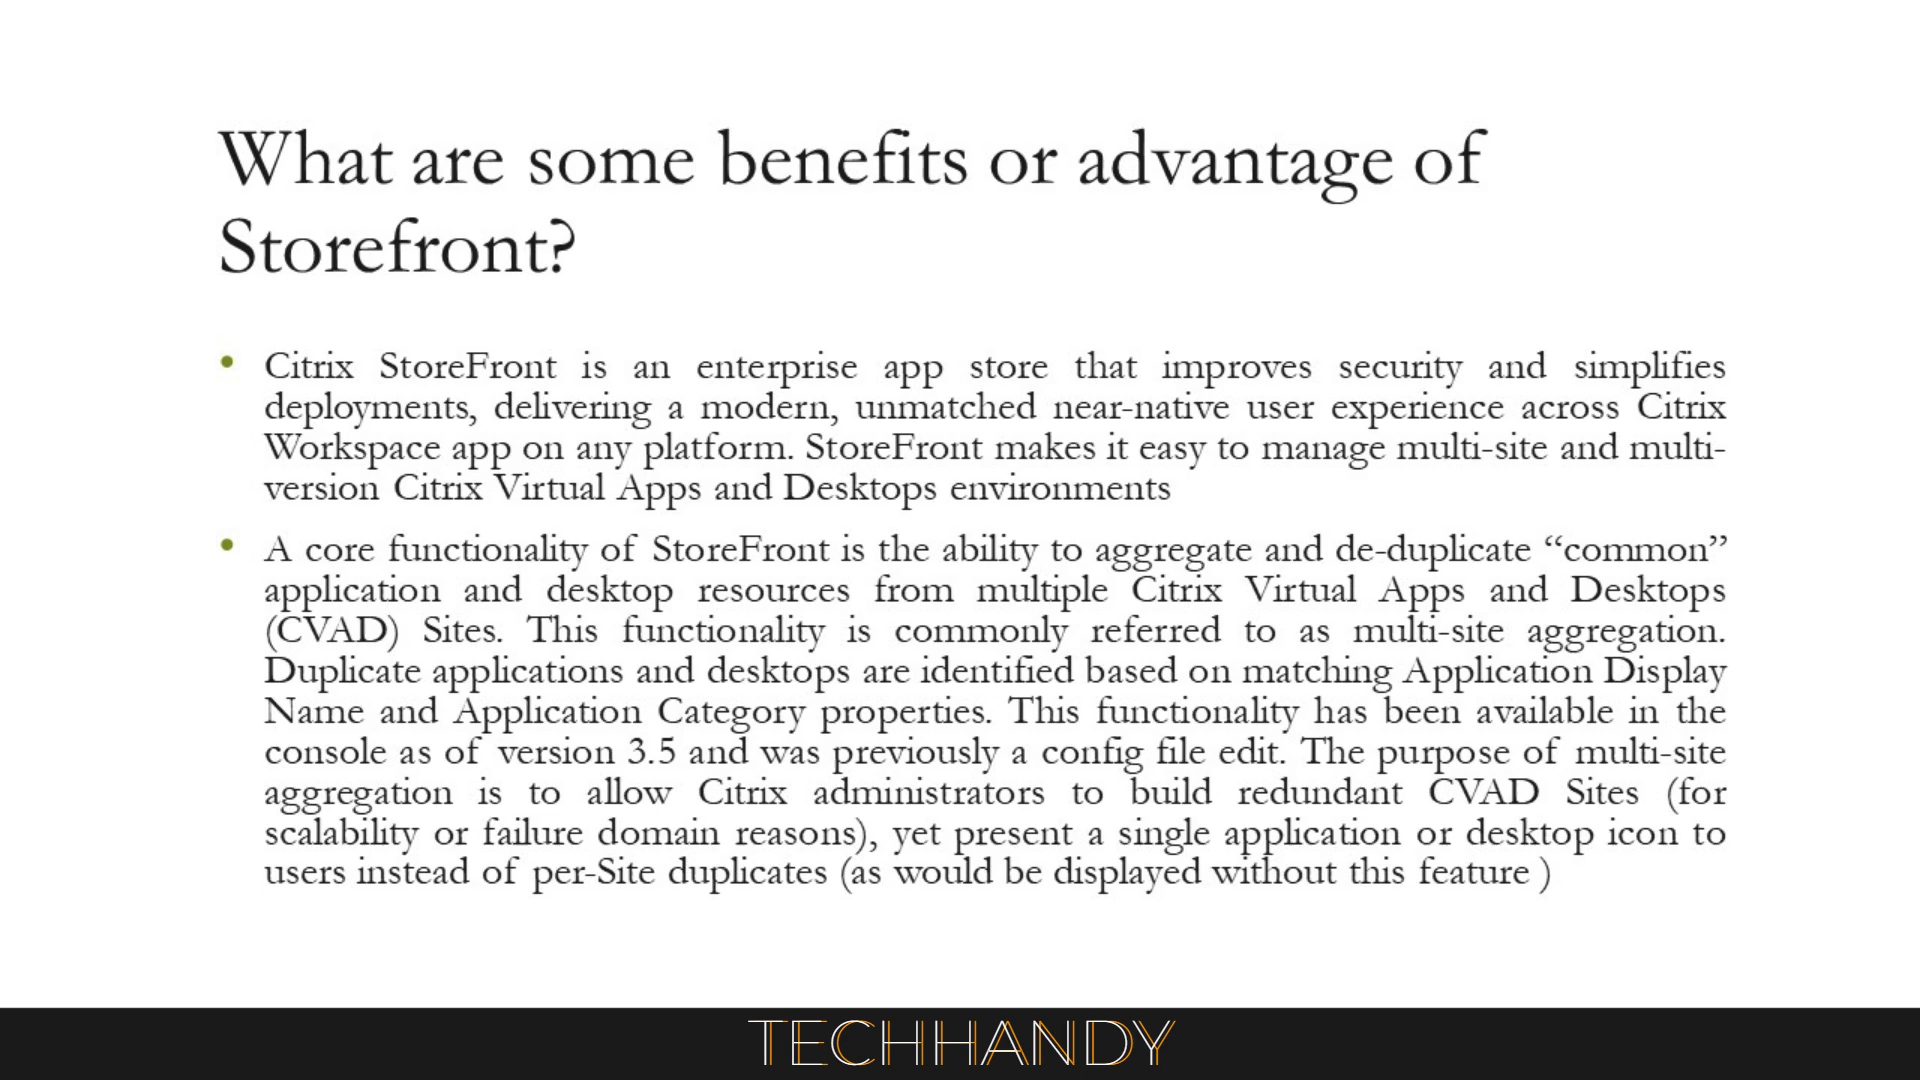 What are some benefits or advantage of
Storefront?
• Citrix StoreFront is an enterprise app store that improves security and simplifies
deployments, delivering a modern, unmatched near-native user experience across Citrix
Workspace app on any platform. StoreFront makes it easy to manage multi-site and multi-
version Citrix Virtual Apps and Desktops environments
• A core functionality of StoreFront is the ability to aggregate and de-duplicate “common”
application and desktop resources from multiple Citrix Virtual Apps and Desktops
(CVAD) Sites. This functionality is commonly referred to as multi-site aggregation.
Duplicate applications and desktops are identified based on matching Application Display
Name and Application Category properties. This functionality has been available in the
console as of version 3.5 and was previously a config file edit. The purpose of multi-site
aggregation is to allow Citrix administrators to build redundant CVAD Sites (for
scalability or failure domain reasons), yet present a single application or desktop icon to
users instead of per-Site duplicates (as would be displayed without this feature )
TECHHANDY